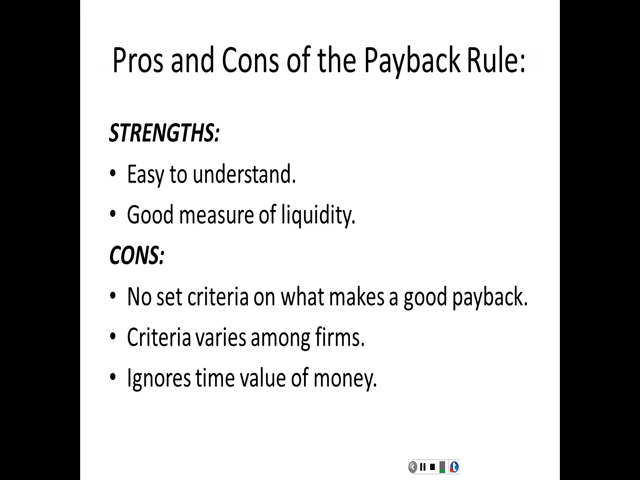 Pros and Cons of the Payback Rule:
STRENGTHS:
• Easy to understand.
• Good measure of liquidity.
CONS:
• No set criteria on what makes a good payback.
• Criteria varies among firms.
• Ignores time value of money.